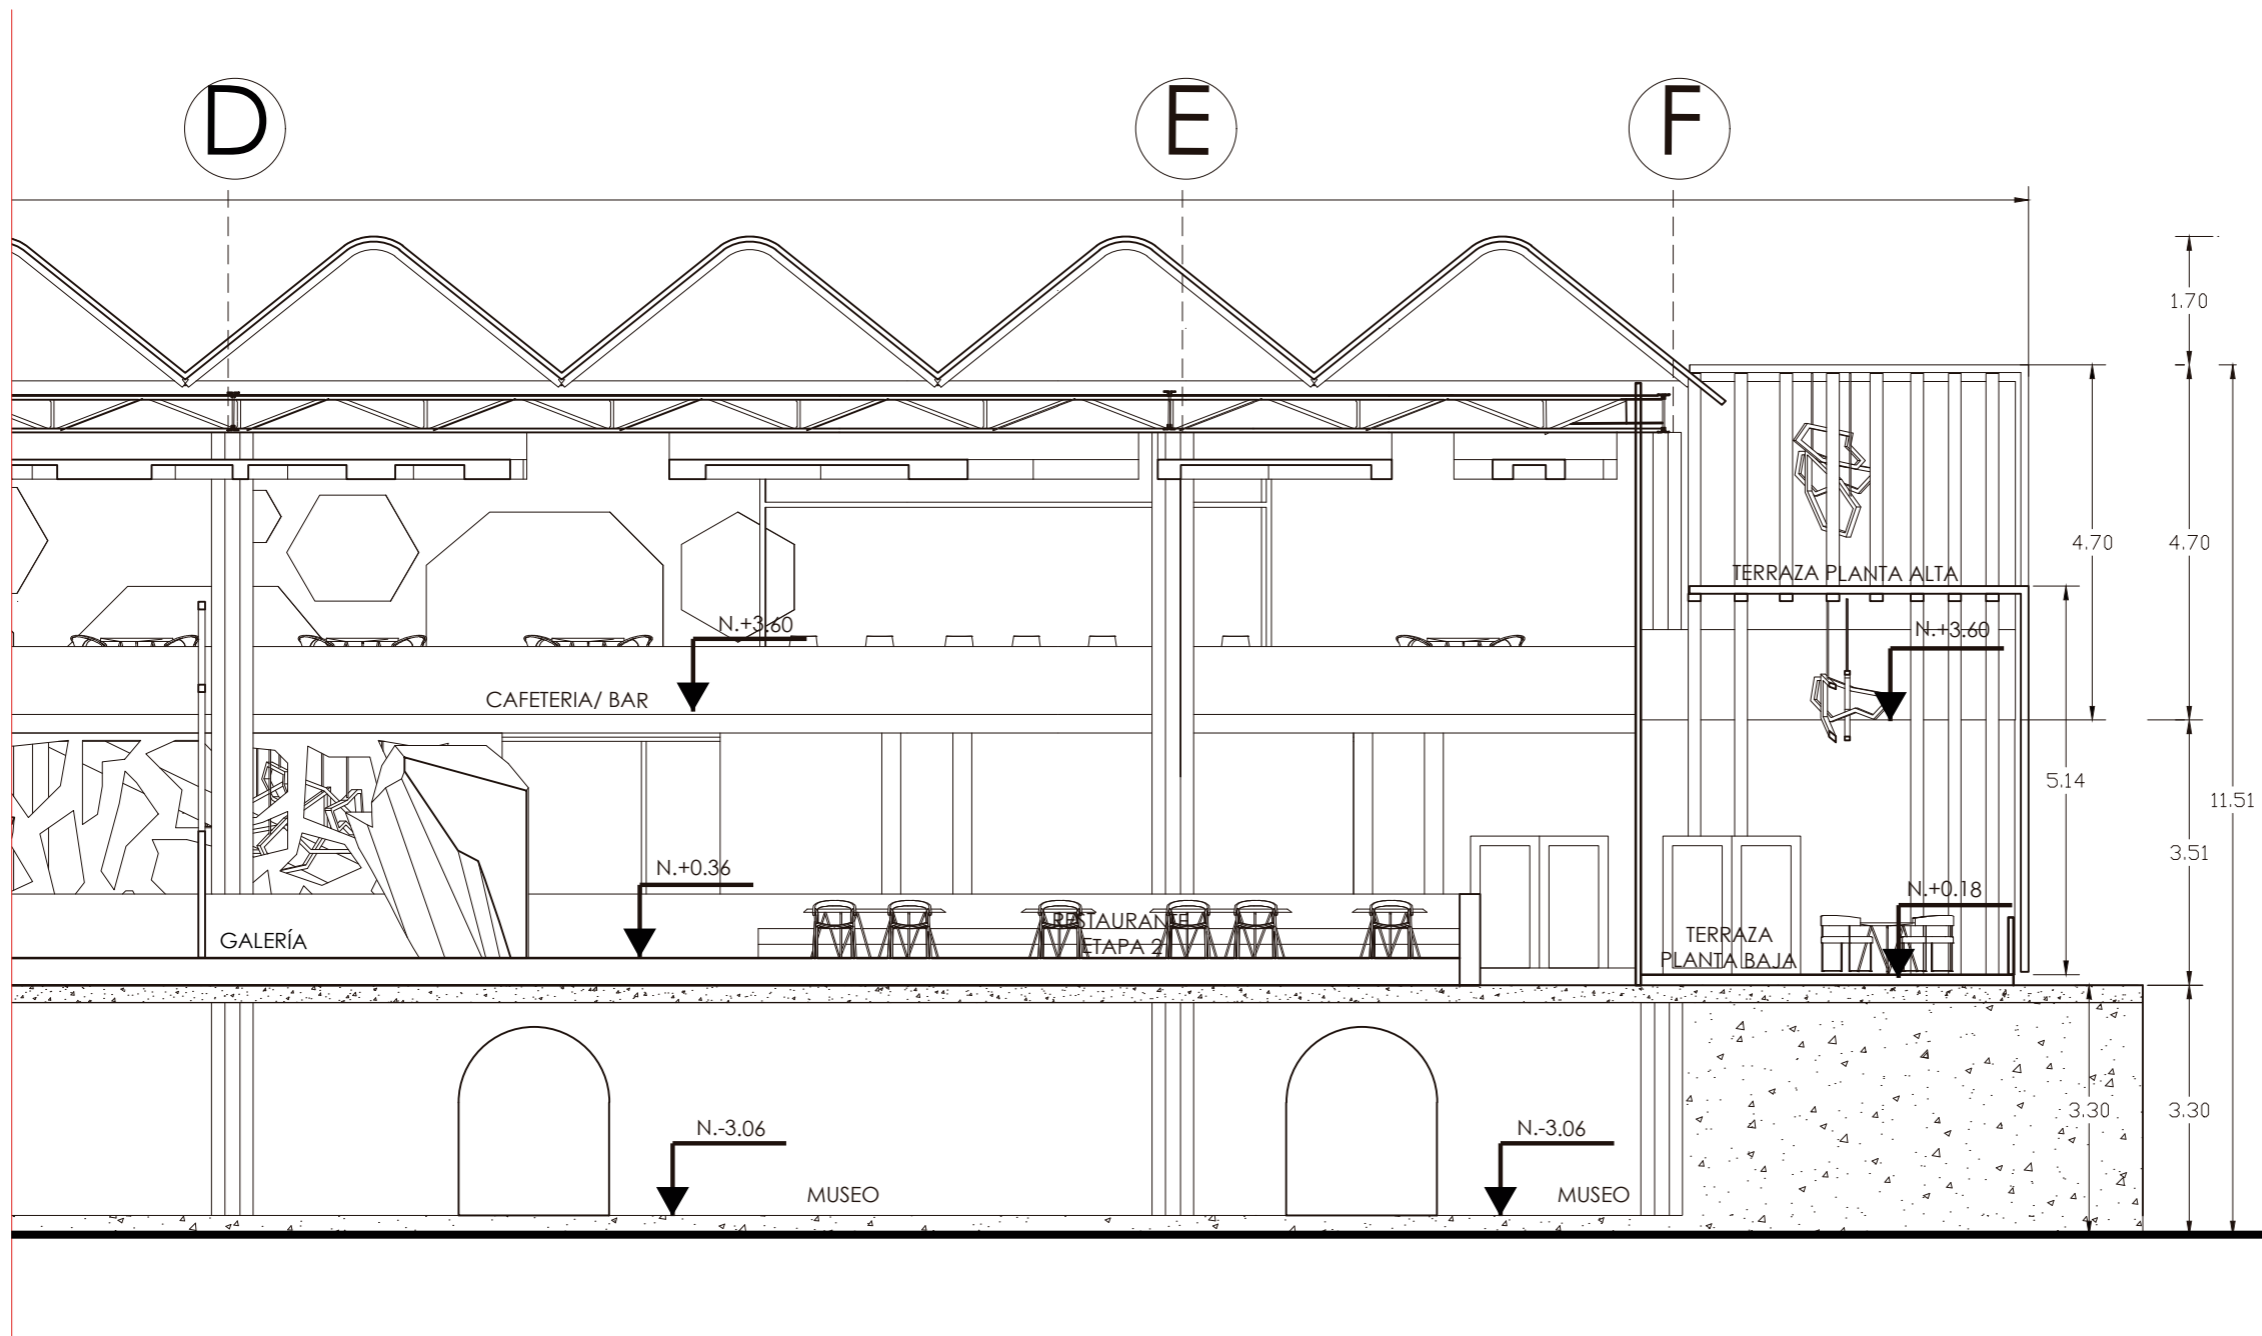 D
E
F
1.70
4.70
4.70
TERRAZA PLANTA ALTA
N.+3.60
N.+3.60
CAFETERIA/ BAR
5.14
11.51
3.51
N.+0.36
N.+0.18
RESTAURANTE
ETAPA 2
GALERÍA
TERRAZA
PLANTA BAJA
3.30
3.30
N.-3.06
N.-3.06
MUSEO
MUSEO